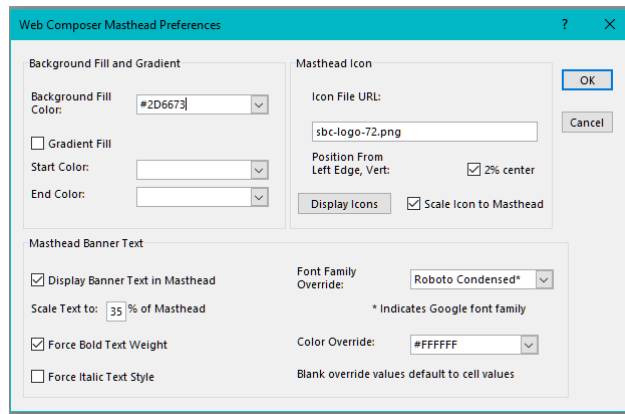 Web Composer Masthead Preferences ? ×
Background Fill and Gradient
Background Fill
Color:
#2D6673
Gradient Fill
Start Color:
End Color:
Masthead Icon
Icon File URL:
sbc-logo-72.png
Position From
Left Edge, Vert:
2% center
Display Icons
Scale Icon to Masthead
OK
Cancel
Masthead Banner Text
Display Banner Text in Masthead
Scale Text to: 35 % of Masthead
Force Bold Text Weight
Force Italic Text Style
Font Family
Override:
Roboto Condensed*
* Indicates Google font family
Color Override:
#FFFFFF
Blank override values default to cell values